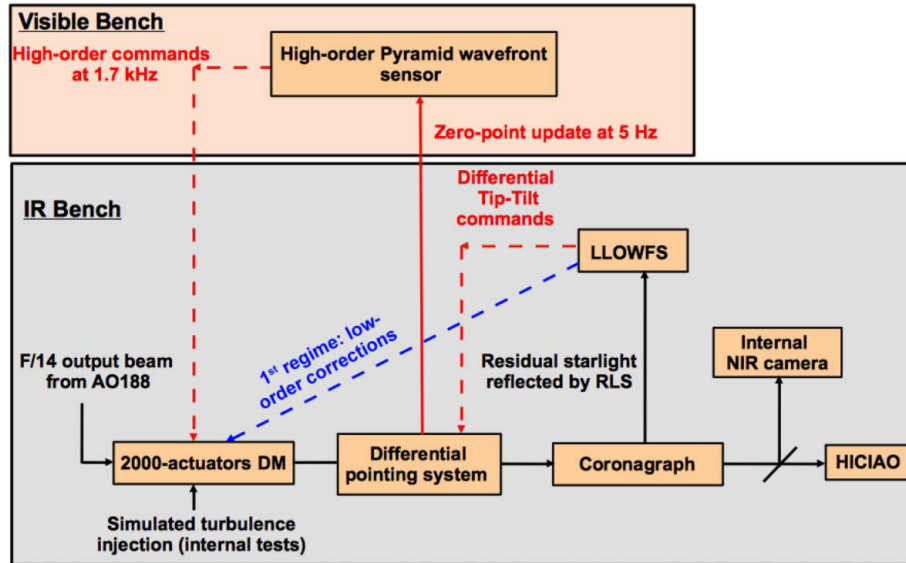 Visible Bench
High-order commands
at 1.7 kHz
High-order Pyramid wavefront
sensor
Zero-point update at 5 Hz
IR Bench
Differential
Tip-Tilt
commands
LLOWFS
1st regime: low-
order corrections
F/14 output beam
from AO188
Residual starlight
reflected by RLS
Internal
NIR camera
2000-actuators DM
Differential
pointing system
Coronagraph
HICIAO
Simulated turbulence
injection (internal tests)